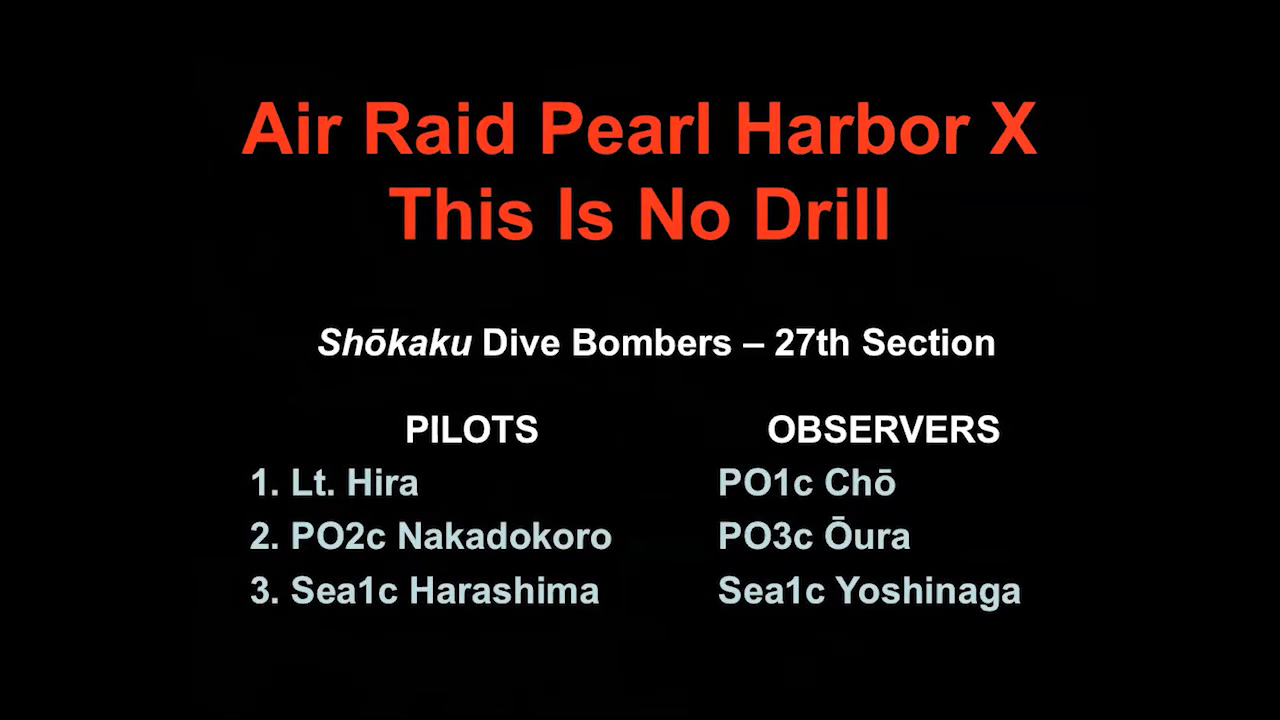 Air Raid Pearl Harbor X
This Is No Drill
Shōkaku Dive Bombers – 27th Section
PILOTS OBSERVERS
1. Lt. Hira PO1c Chō
2. PO2c Nakadokoro PO3c Ōura
3. Sea1c Harashima Sea1c Yoshinaga